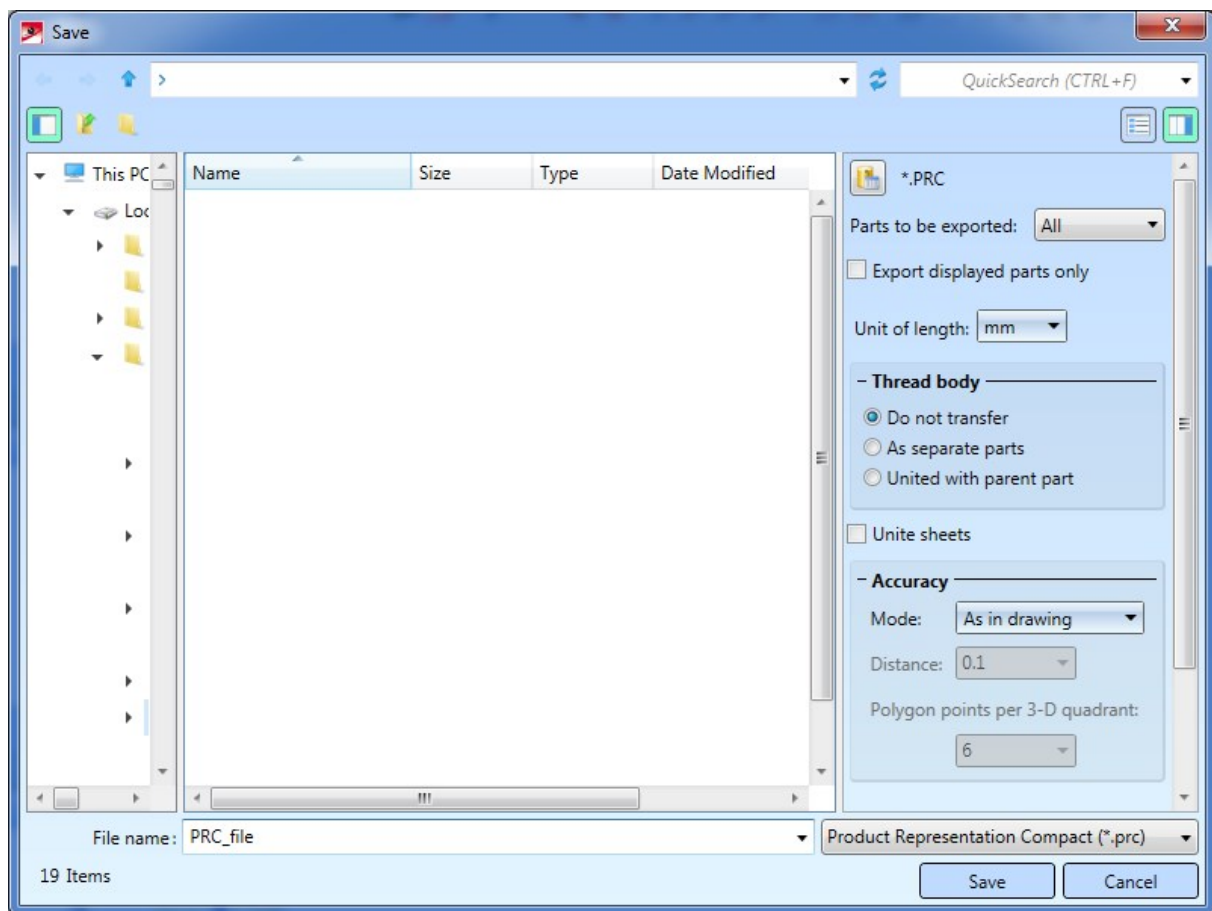 Save
QuickSearch (CTRL+F)
This PC
Loc
Name Size Type Date Modified
*.PRC
Parts to be exported: All
Export displayed parts only
Unit of length: mm
Thread body
Do not transfer
As separate parts
United with parent part
Unite sheets
Accuracy
Mode: As in drawing
Distance: 0.1
Polygon points per 3-D quadrant:
6
File name: PRC_file Product Representation Compact (*.prc)
19 Items Save Cancel